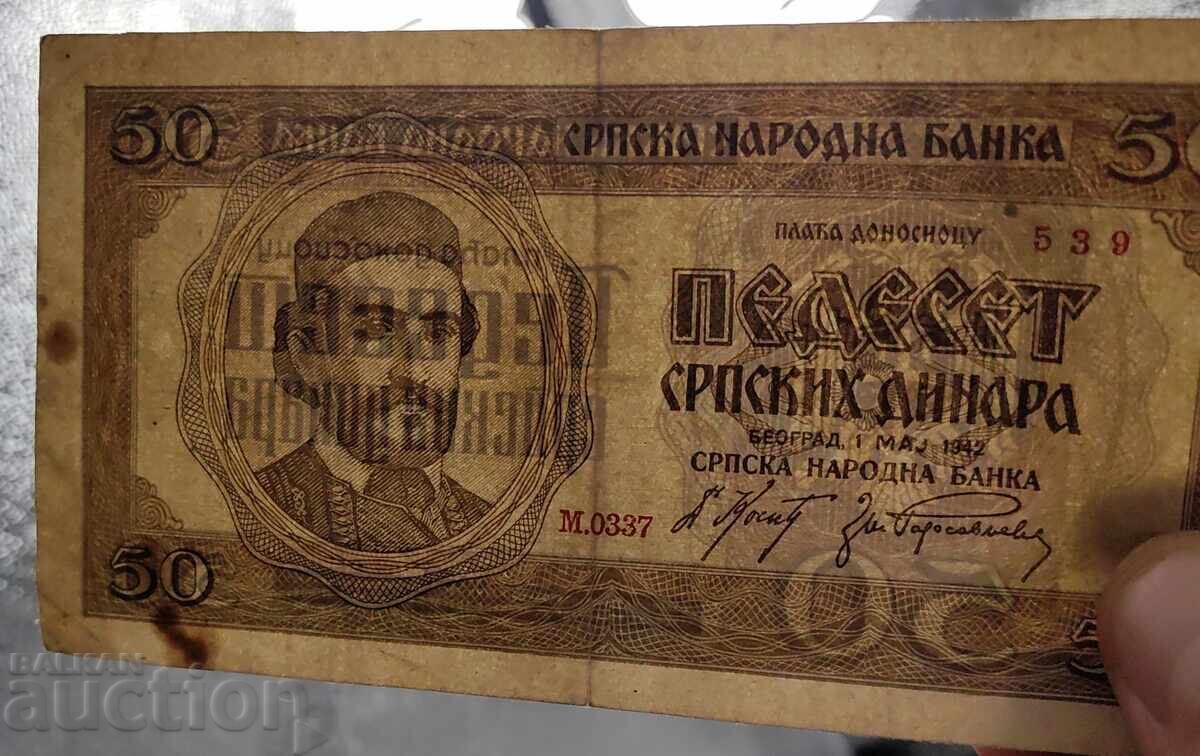 50 СРПСКА НАРОДНА БАНКА
ПЛАЋА ДОНОСИОЦУ 539
ПЕДЕСЕТ
СРПСКИХ ДИНАРА
БЕОГРАД, 1 МАЈ 1942
СРПСКА НАРОДНА БАНКА
М.0337
50
BALKAN
auction